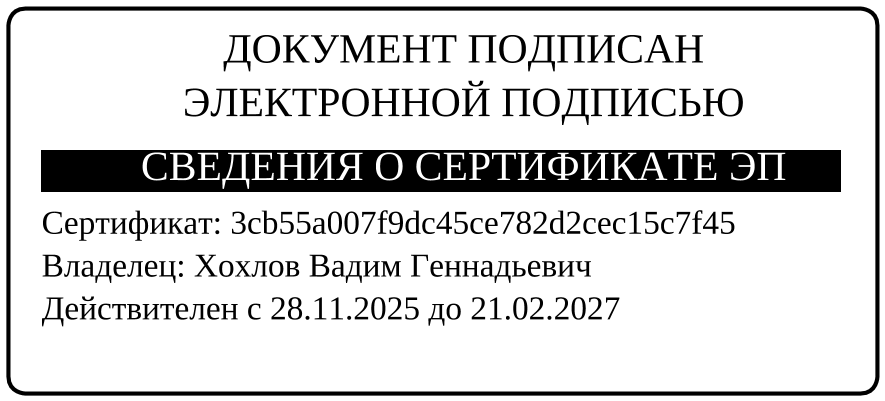 ДОКУМЕНТ ПОДПИСАН
ЭЛЕКТРОННОЙ ПОДПИСЬЮ
СВЕДЕНИЯ О СЕРТИФИКАТЕ ЭП
Сертификат: 3cb55a007f9dc45ce782d2cec15c7f45
Владелец: Хохлов Вадим Геннадьевич
Действителен с 28.11.2025 до 21.02.2027